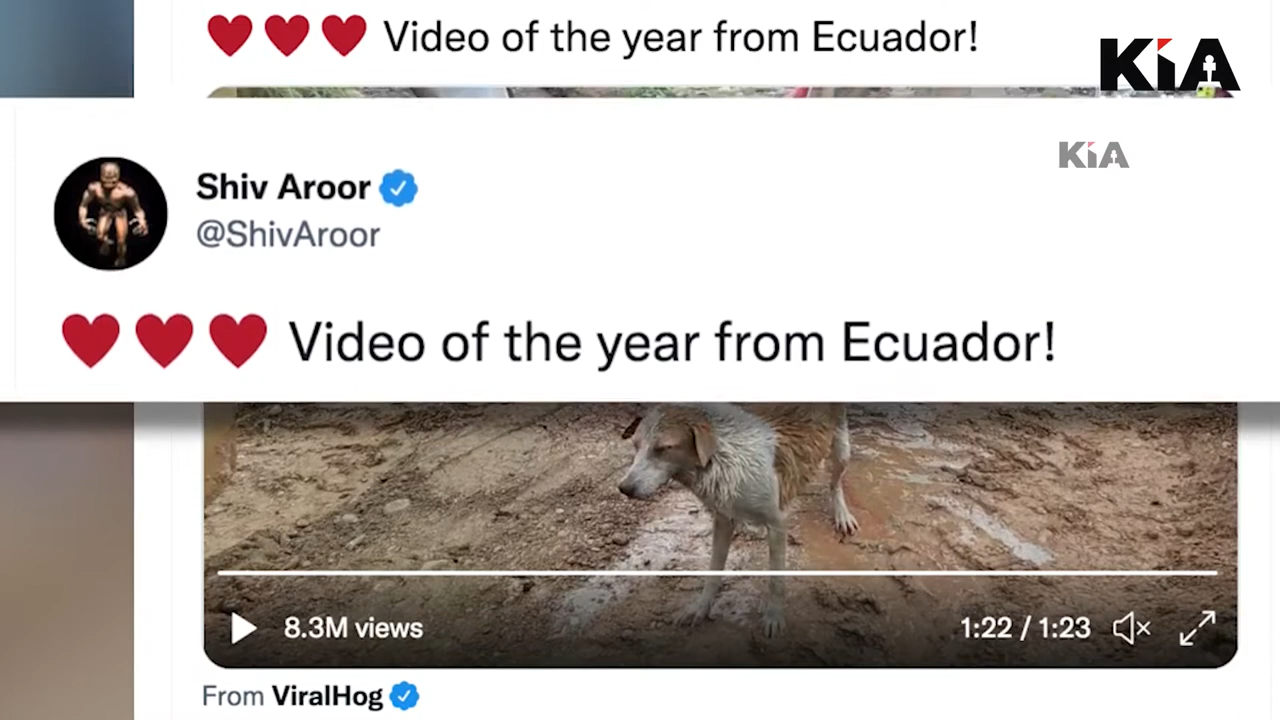 ❤️❤️❤️ Video of the year from Ecuador!
KiA
KiA
Shiv Aroor
@ShivAroor
❤️❤️❤️ Video of the year from Ecuador!
8.3M views
1:22 / 1:23
From ViralHog